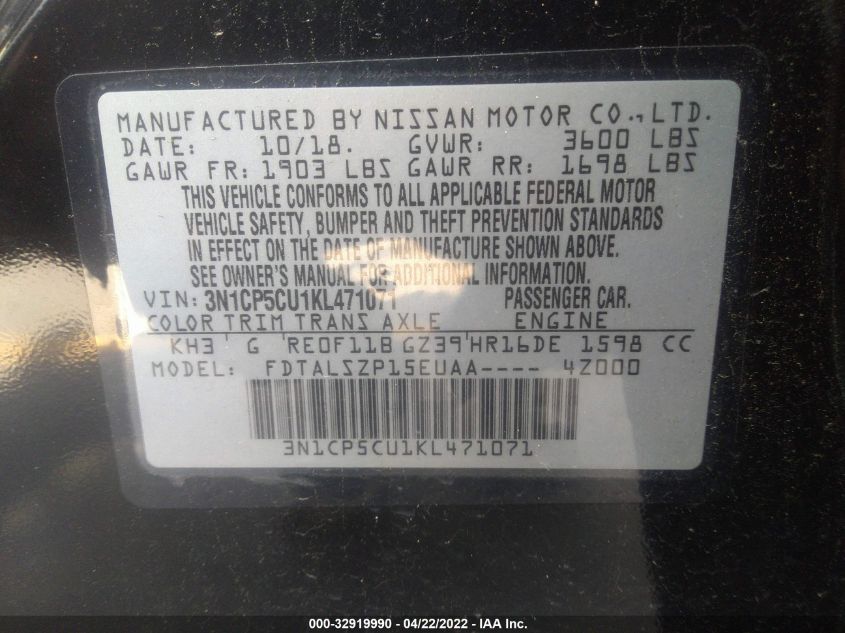 MANUFACTURED BY NISSAN MOTOR CO., LTD.
DATE: 10/18. GVWR: 3600 LBS
GAWR FR: 1903 LBS GAWR RR: 1698 LBS
THIS VEHICLE CONFORMS TO ALL APPLICABLE FEDERAL MOTOR
VEHICLE SAFETY, BUMPER AND THEFT PREVENTION STANDARDS
IN EFFECT ON THE DATE OF MANUFACTURE SHOWN ABOVE.
SEE OWNER'S MANUAL FOR ADDITIONAL INFORMATION.
VIN: 3N1CP5CU1KL471071 PASSENGER CAR.
COLOR TRIM TRANS AXLE ENGINE
KH3 G RE0F11B GZ39 HR16DE 1598 CC
MODEL: FDTALSZP15EUAA---- 4Z000
3N1CP5CU1KL471071
000-32919990 - 04/22/2022 - IAA Inc.